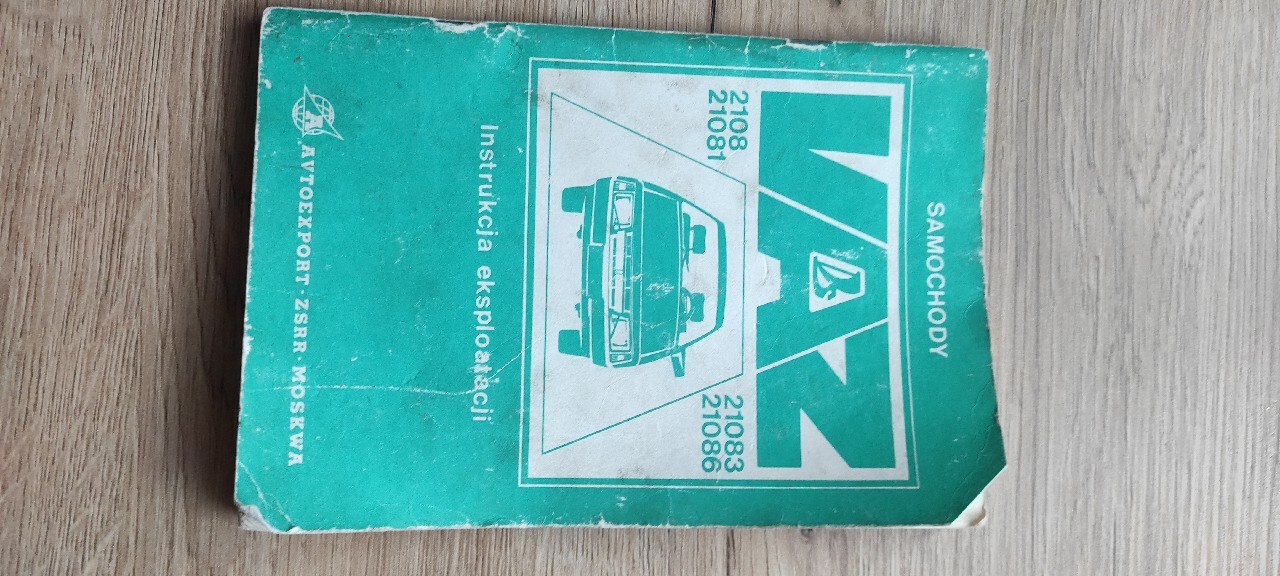 SAMOCHODY
VAZ
2108
21081
21083
21086
Instrukcja eksploatacji
AVTOEXPORT · ZSRR · MOSKWA